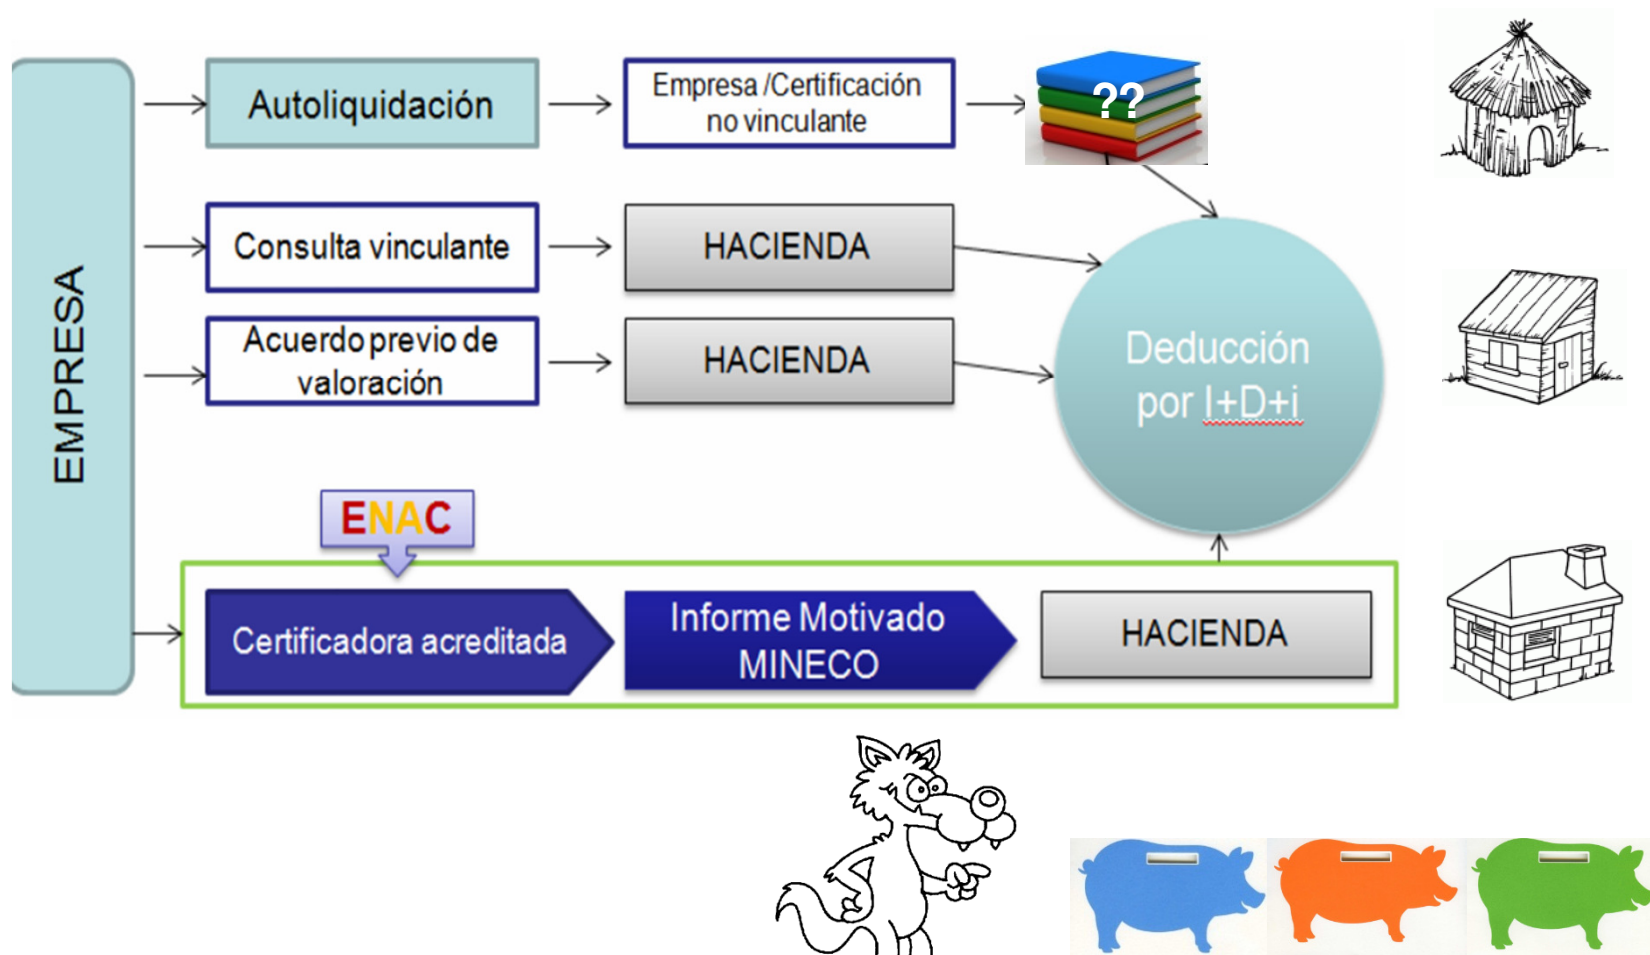 EMPRESA
Autoliquidación
Empresa /Certificación
no vinculante
??
Consulta vinculante
HACIENDA
Acuerdo previo de
valoración
HACIENDA
Deducción
por I+D+i
ENAC
Certificadora acreditada
Informe Motivado
MINECO
HACIENDA